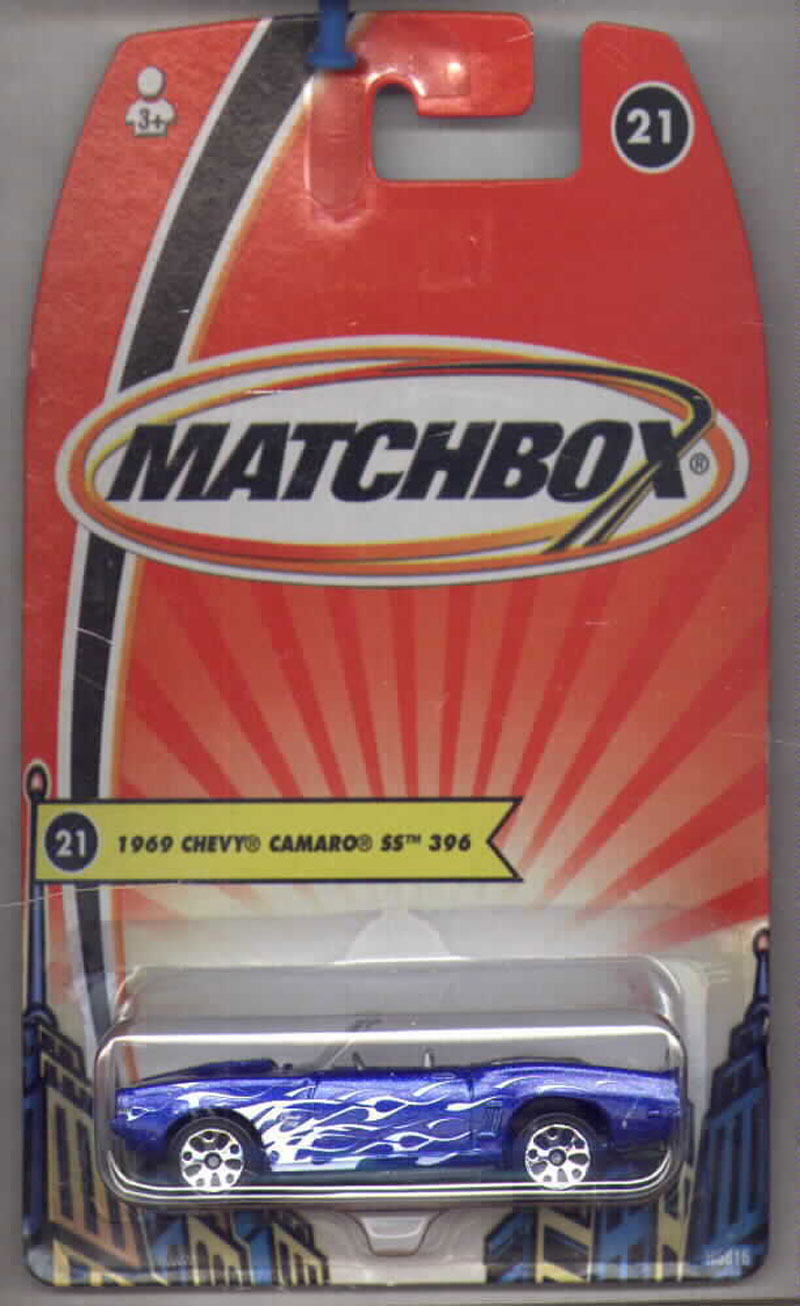 3+
21
MATCHBOX®
21 1969 CHEVY® CAMARO® SS™ 396